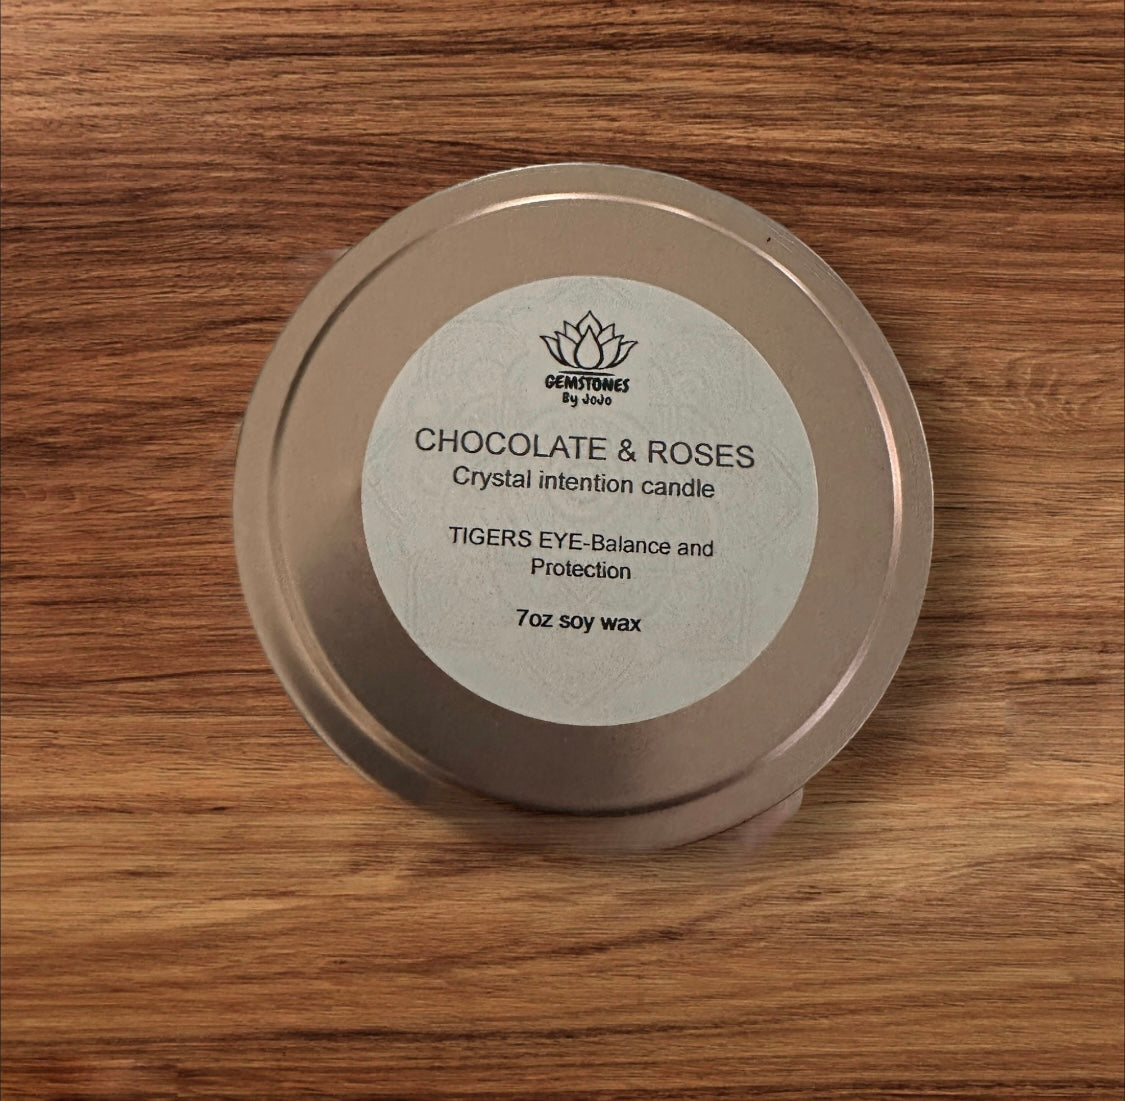 GEMSTONES
By JoJo
CHOCOLATE & ROSES
Crystal intention candle
TIGERS EYE-Balance and
Protection
7oz soy wax